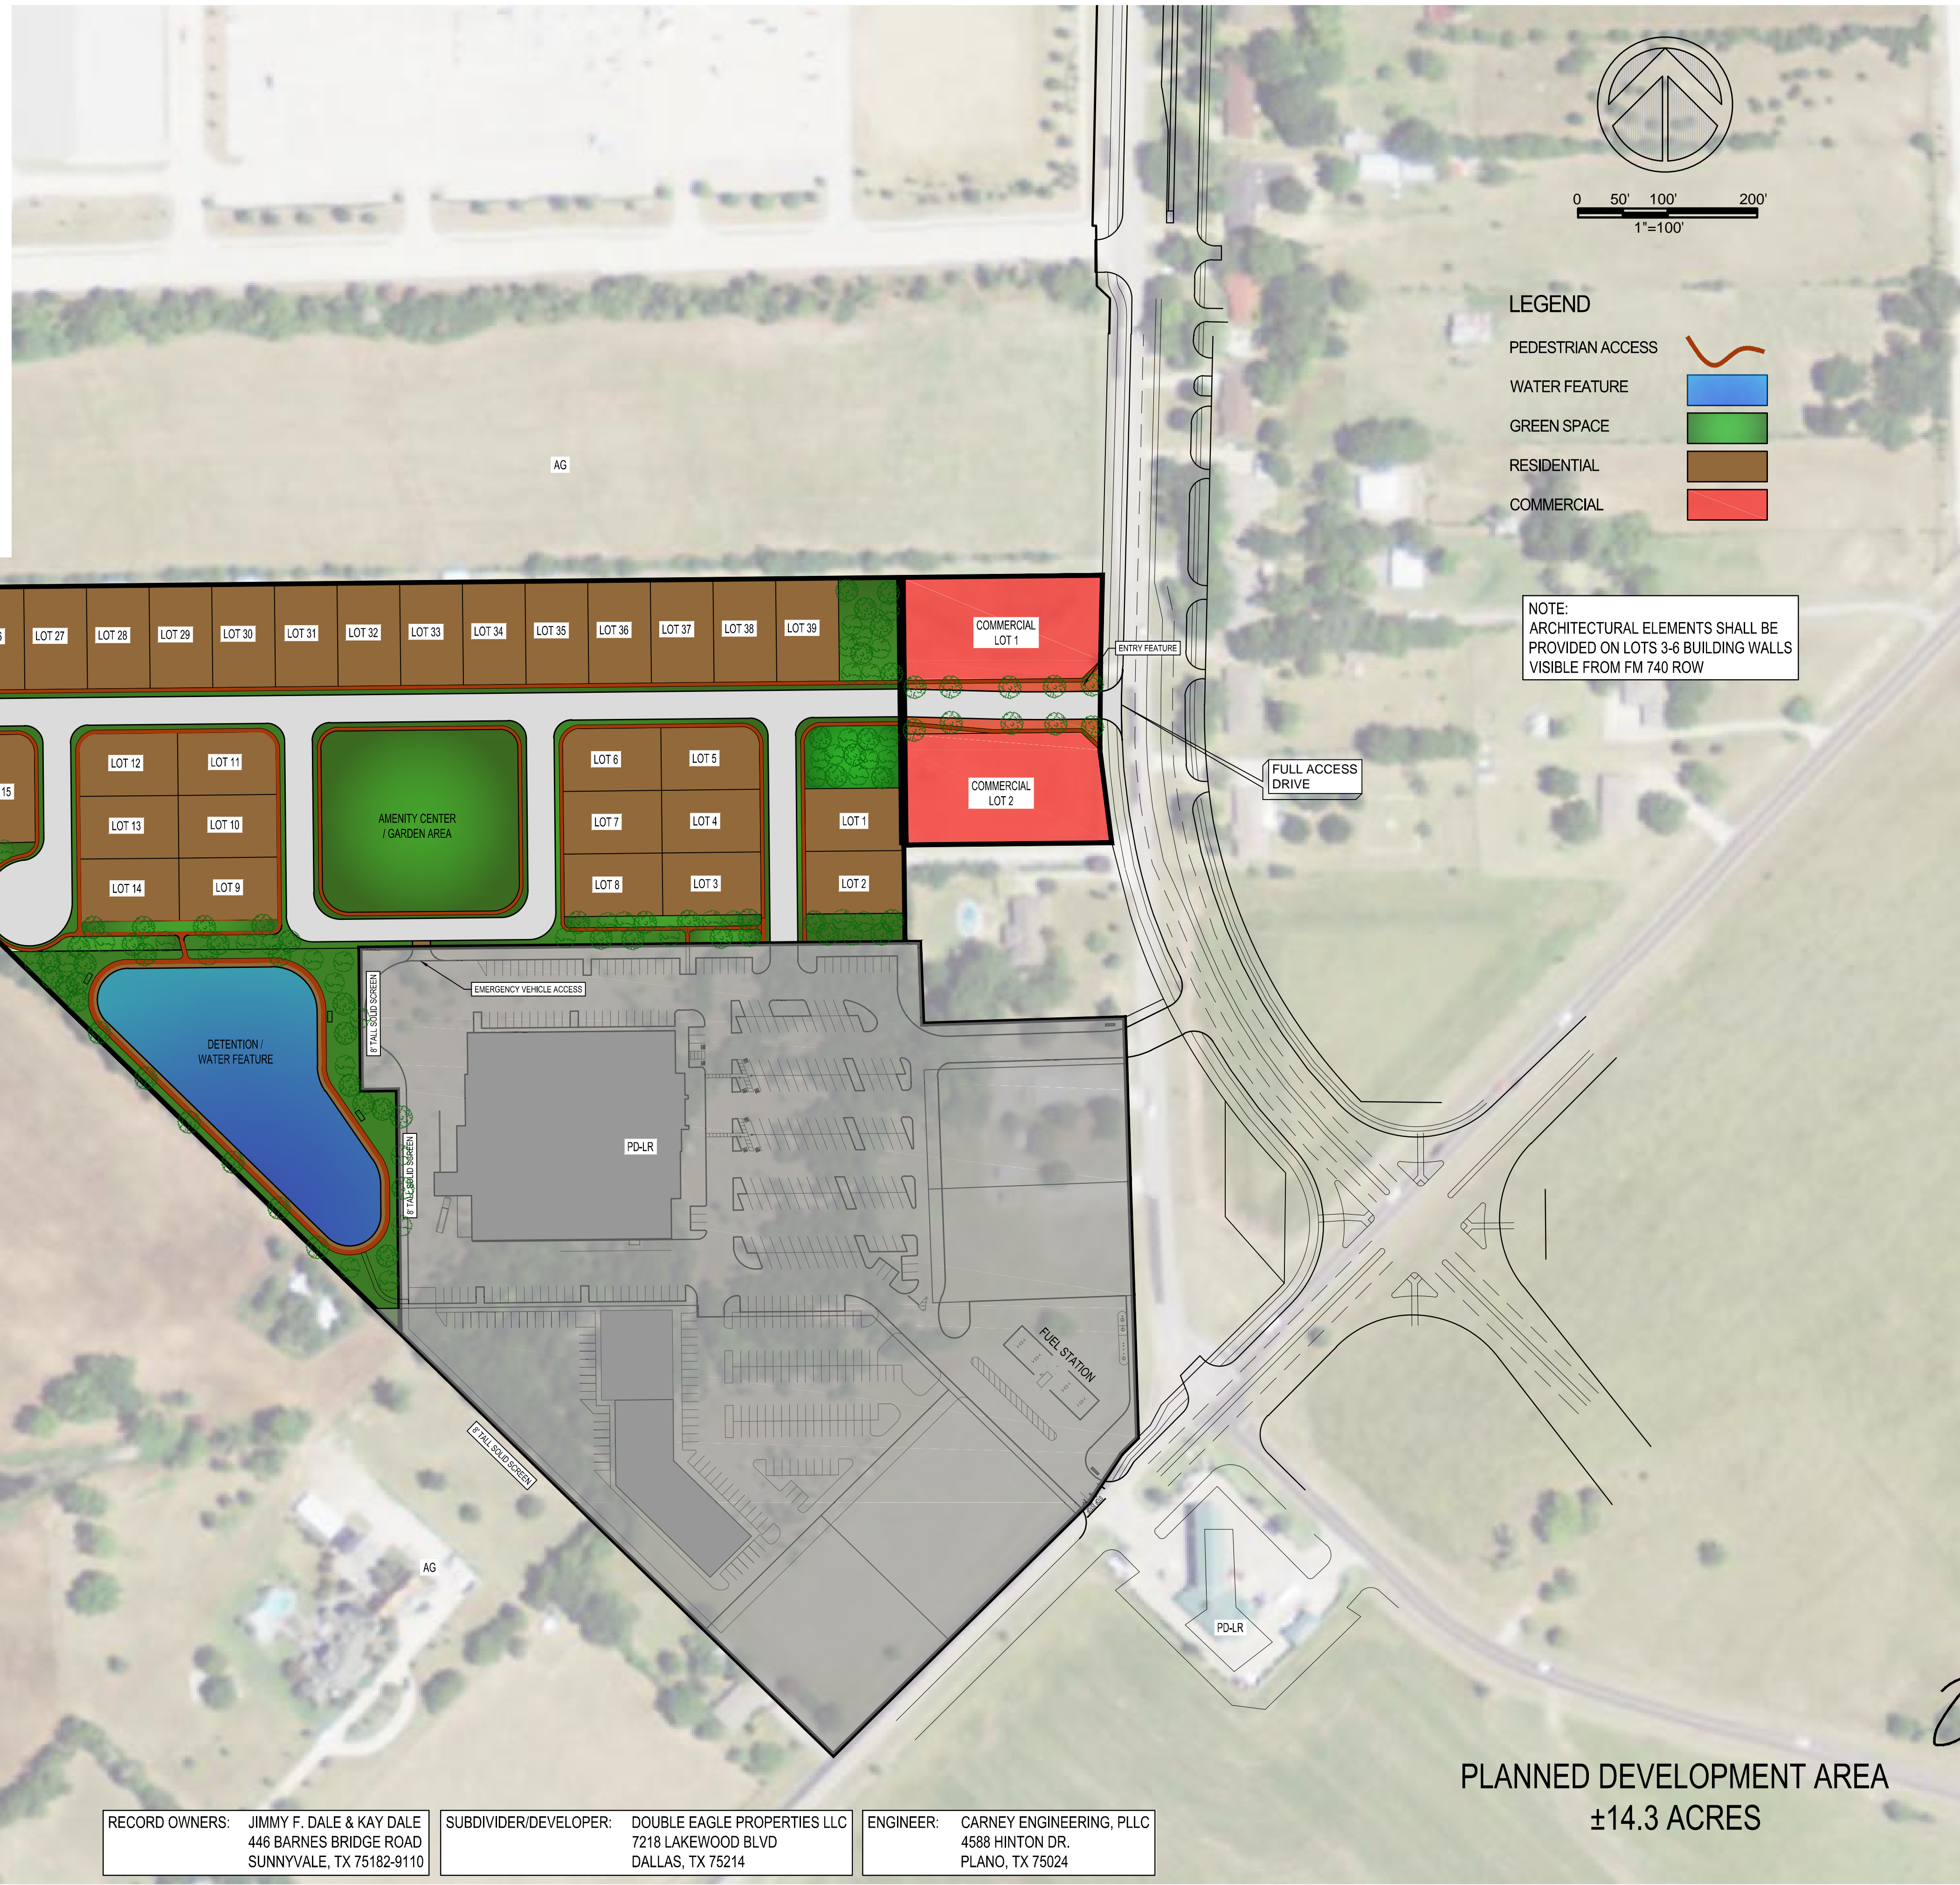 0 50' 100' 200'
1"=100'
LEGEND
PEDESTRIAN ACCESS
WATER FEATURE
GREEN SPACE
RESIDENTIAL
COMMERCIAL
NOTE:
ARCHITECTURAL ELEMENTS SHALL BE
PROVIDED ON LOTS 3-6 BUILDING WALLS
VISIBLE FROM FM 740 ROW
AG
LOT 27
LOT 28
LOT 29
LOT 30
LOT 31
LOT 32
LOT 33
LOT 34
LOT 35
LOT 36
LOT 37
LOT 38
LOT 39
COMMERCIAL
LOT 1
ENTRY FEATURE
FULL ACCESS
DRIVE
COMMERCIAL
LOT 2
15
LOT 12
LOT 11
LOT 13
LOT 10
LOT 14
LOT 9
AMENITY CENTER
/ GARDEN AREA
LOT 6
LOT 5
LOT 7
LOT 4
LOT 8
LOT 3
LOT 1
LOT 2
EMERGENCY VEHICLE ACCESS
8' TALL SOLID SCREEN
DETENTION /
WATER FEATURE
8' TALL SOLID SCREEN
PD-LR
FUEL STATION
8' TALL SOLID SCREEN
AG
PD-LR
PLANNED DEVELOPMENT AREA
±14.3 ACRES
RECORD OWNERS: JIMMY F. DALE & KAY DALE
446 BARNES BRIDGE ROAD
SUNNYVALE, TX 75182-9110
SUBDIVIDER/DEVELOPER: DOUBLE EAGLE PROPERTIES LLC
7218 LAKEWOOD BLVD
DALLAS, TX 75214
ENGINEER: CARNEY ENGINEERING, PLLC
4588 HINTON DR.
PLANO, TX 75024